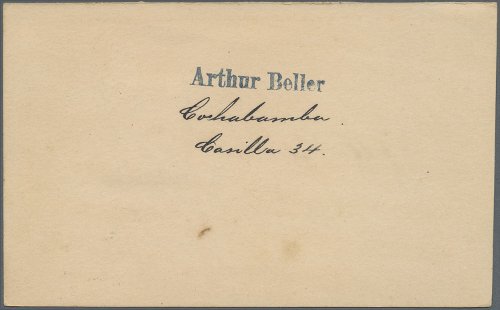 Arthur Beller
Cochabamba
Casilla 34.